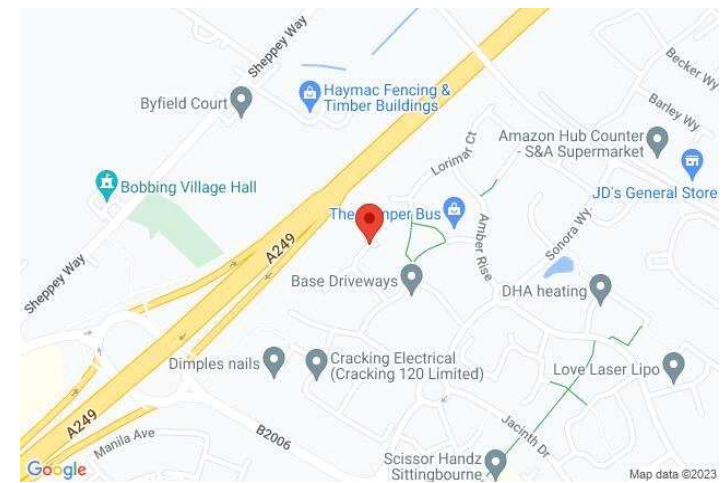 Sheppey Way
Becker Wy
Byfield Court
Haymac Fencing &
Timber Buildings
Barley Wy
Lorimar Ct
Amazon Hub Counter
- S&A Supermarket
Bobbing Village Hall
JD's General Store
Bus
Amber Rise
Sonora Wy.
A249
Sheppey Way
Base Driveways
DHA heating
Dimples nails
Cracking Electrical
(Cracking 120 Limited)
Love Laser Lipo
A249
Manila Ave
B2006
Jacinth Dr
Scissor Handz
Sittingbourne
Google
Map data ©2023